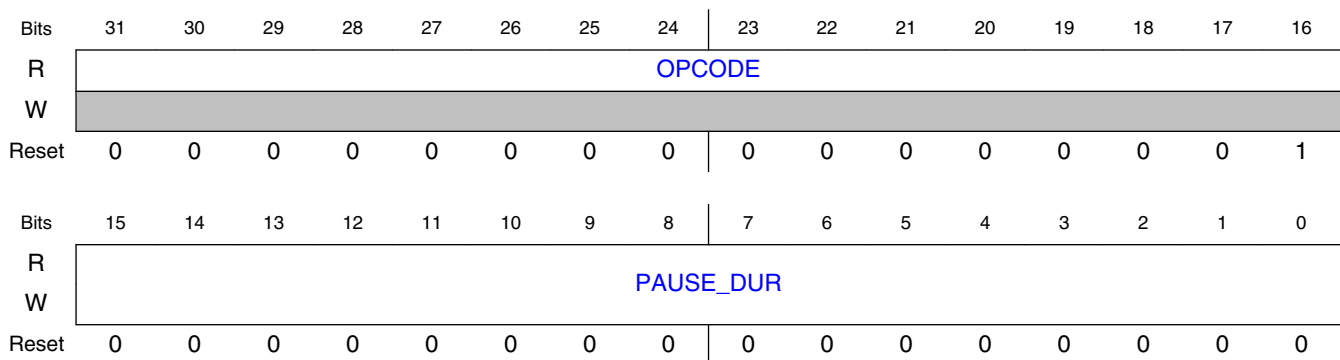 Bits 31 30 29 28 27 26 25 24 23 22 21 20 19 18 17 16
R OPCODE
W
Reset 0 0 0 0 0 0 0 0 0 0 0 0 0 0 0 1
Bits 15 14 13 12 11 10 9 8 7 6 5 4 3 2 1 0
R
PAUSE_DUR
W
Reset 0 0 0 0 0 0 0 0 0 0 0 0 0 0 0 0